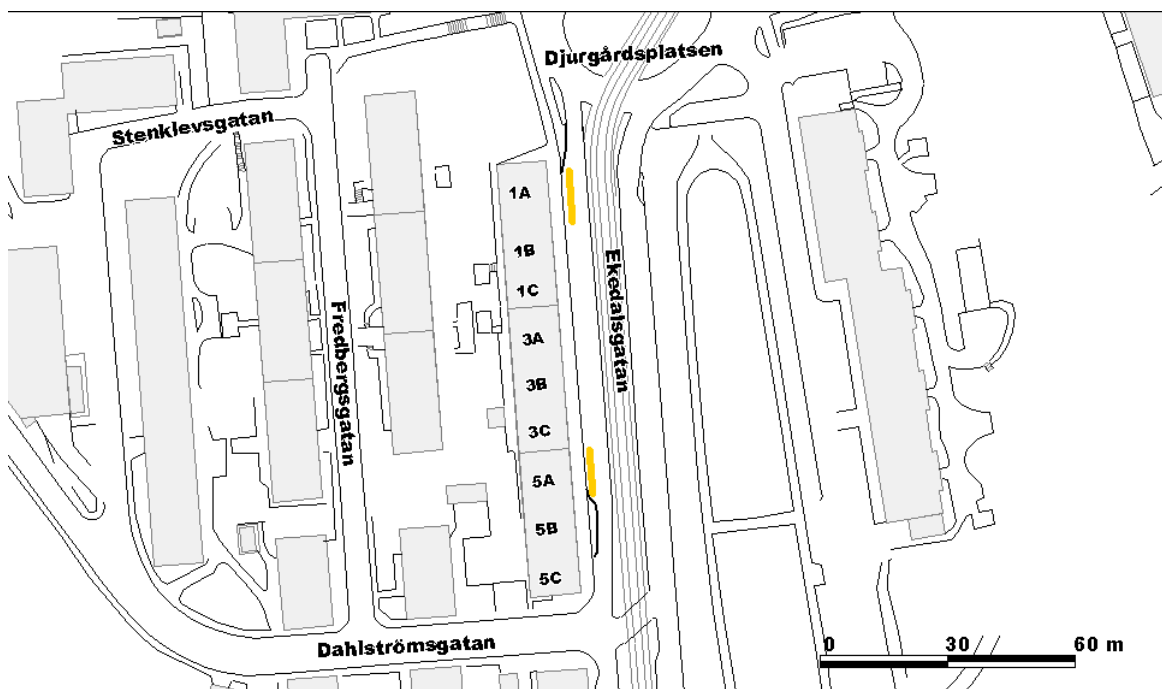 Djurgårdsplatsen
Stenklevsgatan
1A
1B
1C
Ekedalsgatan
Fredbergsgatan
3A
3B
3C
5A
5B
5C
Dahlströmsgatan
0 30 60 m